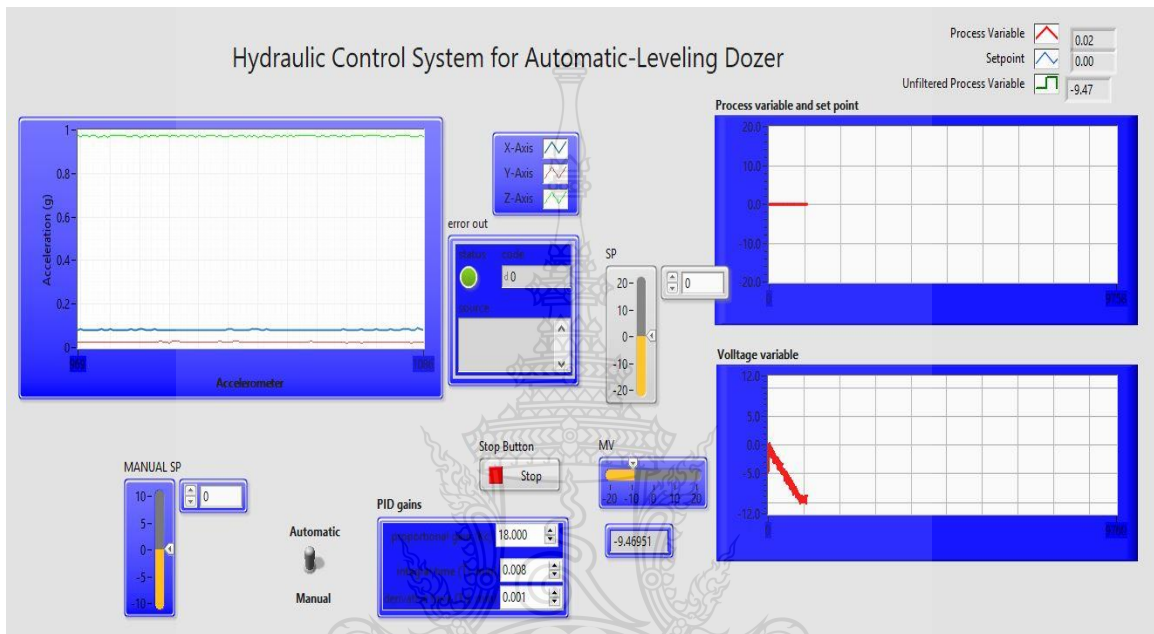 Hydraulic Control System for Automatic-Leveling Dozer
Process Variable 0.02
Setpoint 0.00
Unfiltered Process Variable -9.47
Process variable and set point
20.0
10.0
0.0
-10.0
20.0
0
1
0.8
0.6
0.4
0.2
0
Acceleration (g)
969
1096
Accelerometer
X-Axis
Y-Axis
Z-Axis
error out
status code
d 0
source
SP
20
10
0
-10
-20
0
Volltage variable
12.0
5.0
0.0
-5.0
-12.0
0
MANUAL SP
10
5
0
-5
-10
0
Automatic
Manual
Stop Button
Stop
PID gains
18.000
0.008
0.001
MV
-20 -10 0 10 20
-9.46951